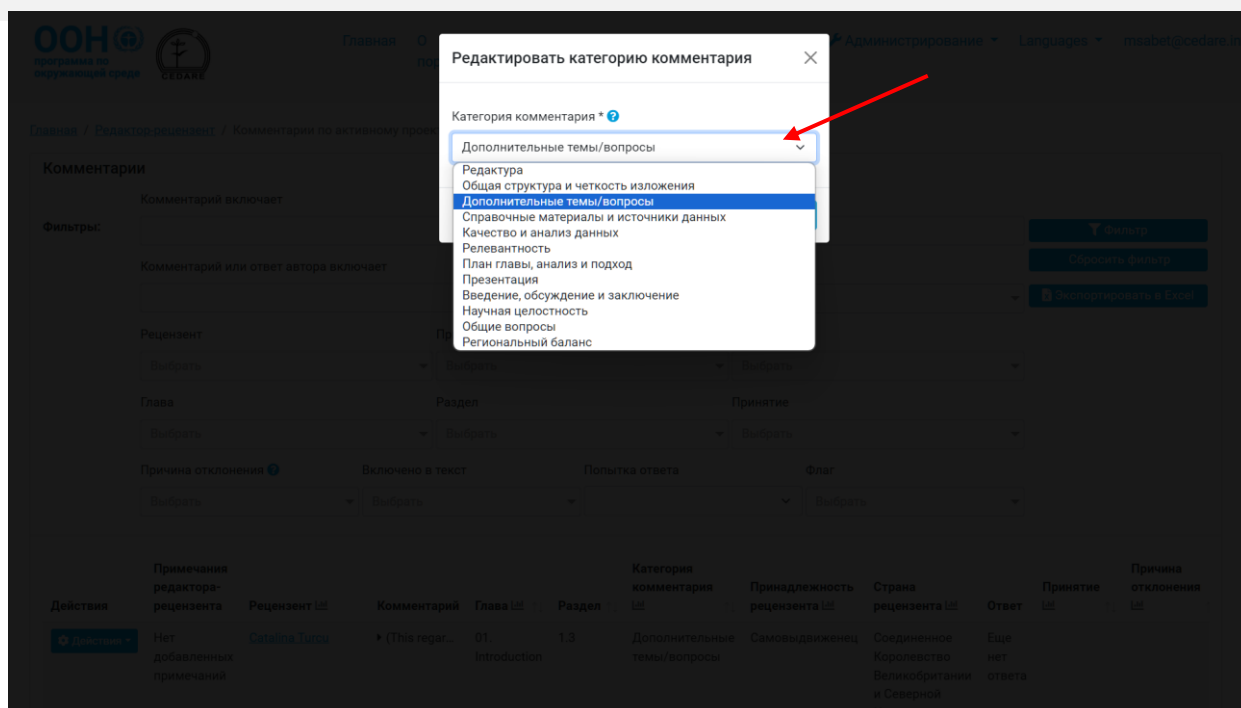 ООН
программа по
окружающей среде
CEDARE
Главная О
Администрирование Languages msabet@cedare.in
Редактировать категорию комментария
Главная / Редактор-рецензент / Комментарии по активному проек
Категория комментария *
Дополнительные темы/вопросы
Редактура
Общая структура и четкость изложения
Дополнительные темы/вопросы
Справочные материалы и источники данных
Качество и анализ данных
Релевантность
План главы, анализ и подход
Презентация
Введение, обсуждение и заключение
Научная целостность
Общие вопросы
Региональный баланс
Комментарии
Комментарий включает
Фильтры:
Фильтр
Комментарий или ответ автора включает
Сбросить фильтр
Экспортировать в Excel
Рецензент
Выбрать Выбрать Выбрать
Глава Раздел Принятие
Выбрать Выбрать Выбрать
Причина отклонения Включено в текст Попытка ответа Флаг
Выбрать Выбрать Выбрать
Действия Примечания редактора-рецензента Рецензент Комментарий Глава Раздел Категория комментария Принадлежность рецензента Страна рецензента Ответ Принятие Причина отклонения
Действия Нет добавленных примечаний Catalina Turcu (This regar... 01. Introduction 1.3 Дополнительные темы/вопросы Самовыдвиженец Соединенное Королевство Великобритании и Северной Еще нет ответа